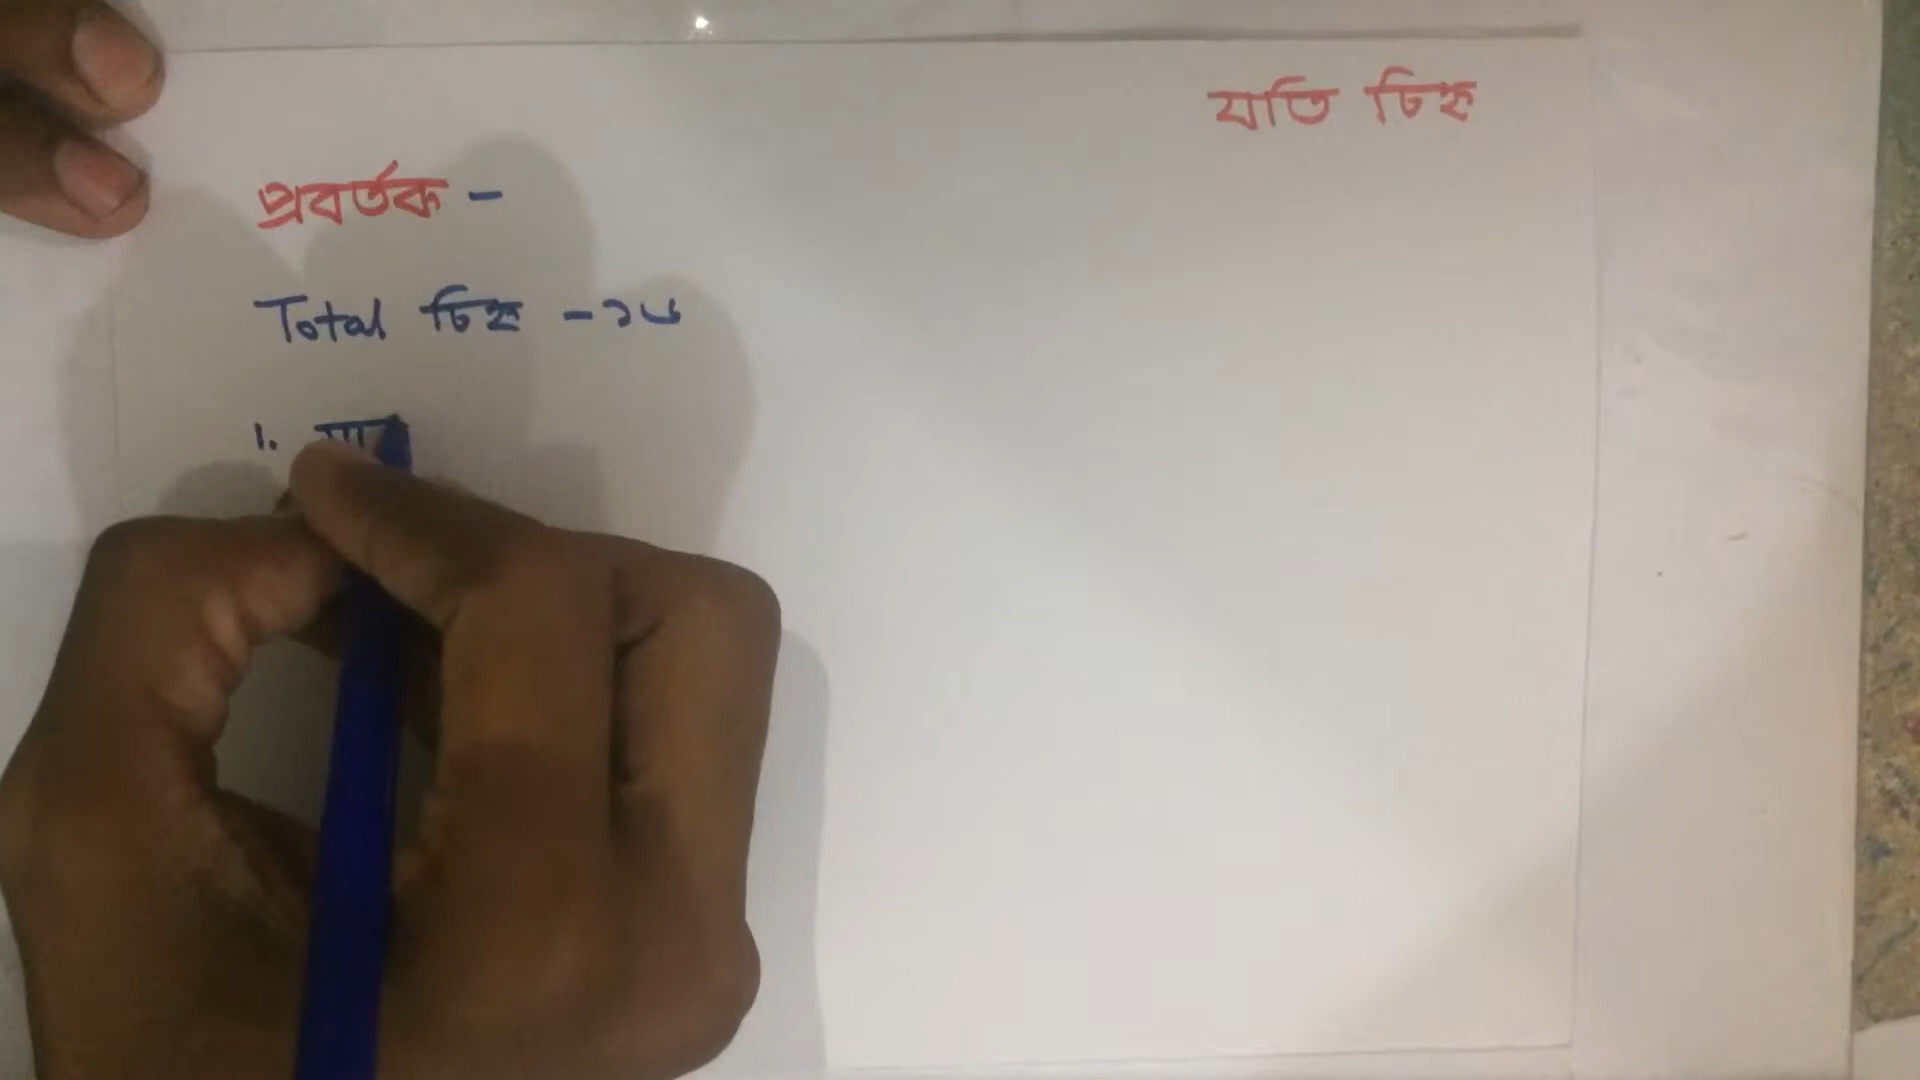 যতি চিহ্ন
প্রবর্তক -
Total চিহ্ন - ১৬
1.